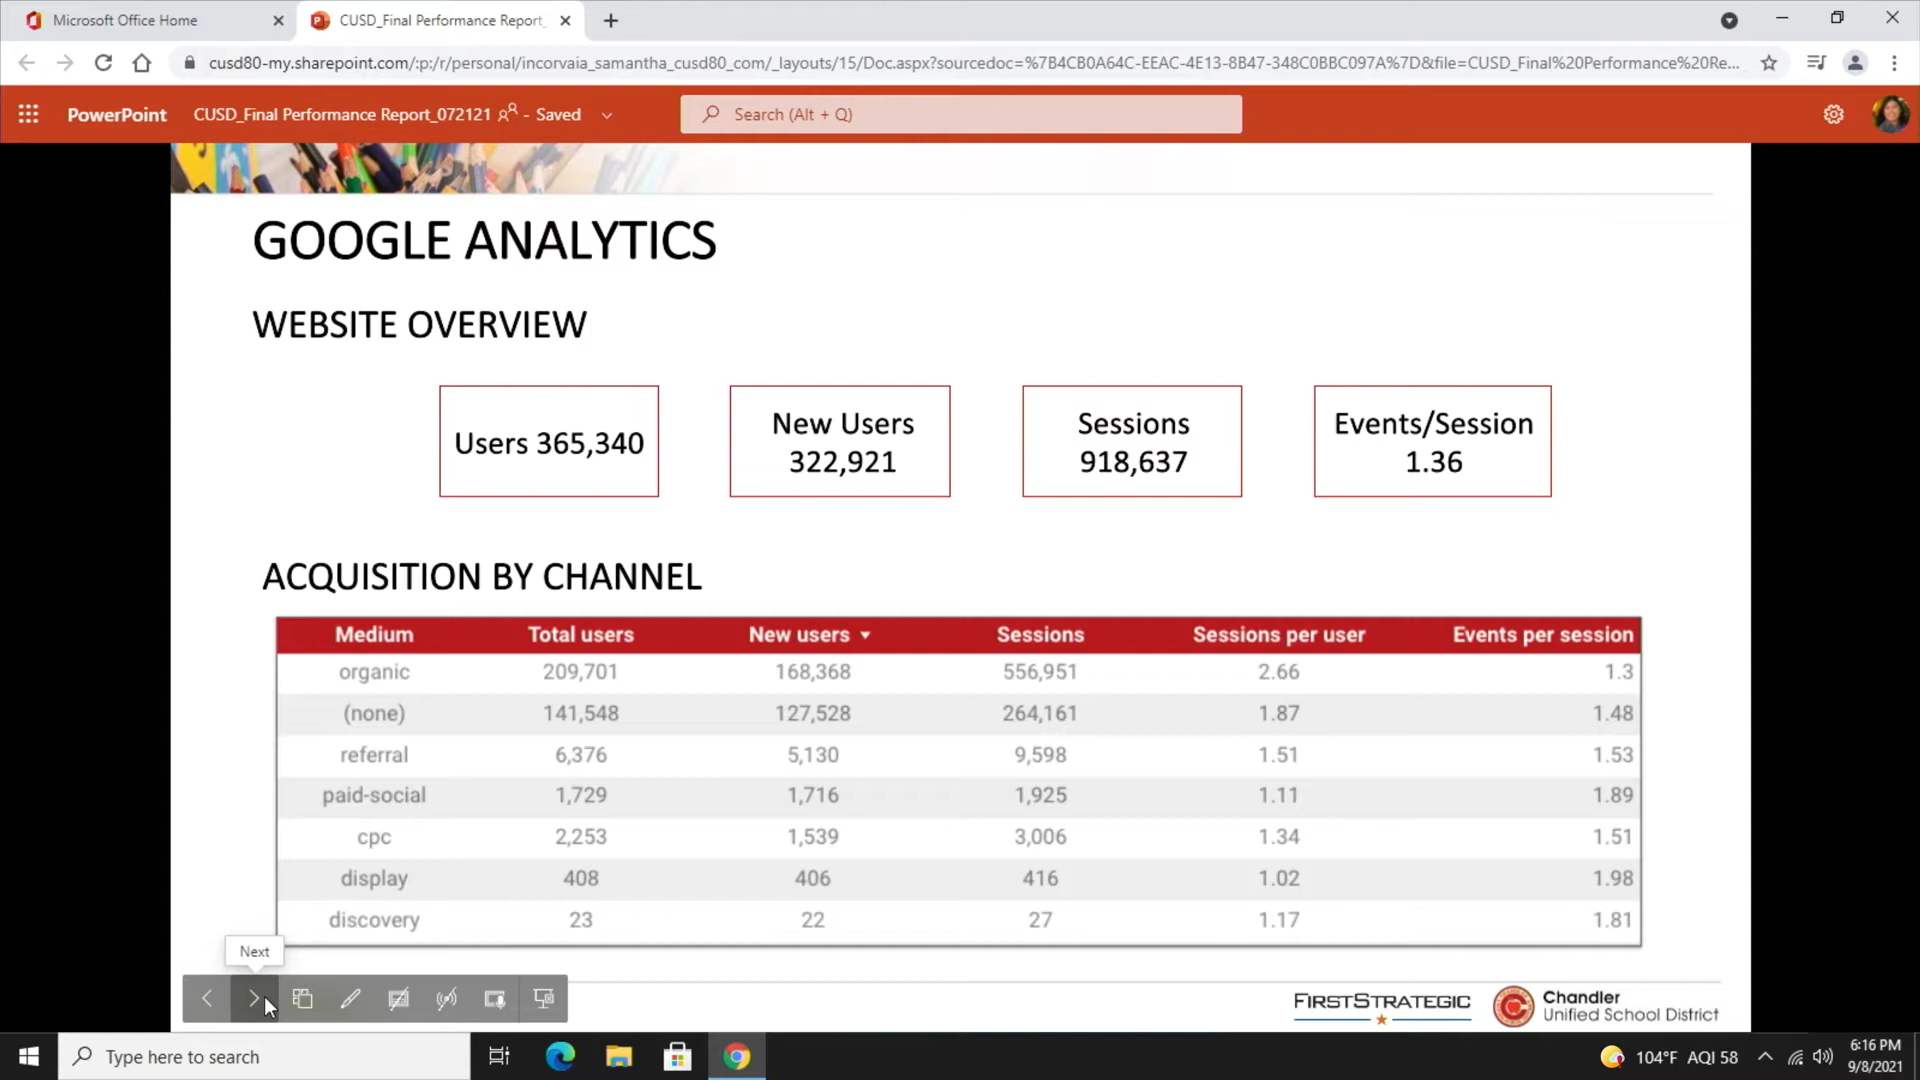 Microsoft Office Home
CUSD_Final Performance Report_
cusd80-my.sharepoint.com/:p:/r/personal/incorvaia_samantha_cusd80_com/_layouts/15/Doc.aspx?sourcedoc=%7B4CB0A64C-EEAC-4E13-8B47-348C0BBC097A%7D&file=CUSD_Final%20Performance%20Re...
PowerPoint CUSD_Final Performance Report_072121 - Saved
Search (Alt + Q)
GOOGLE ANALYTICS
WEBSITE OVERVIEW
Users 365,340
New Users
322,921
Sessions
918,637
Events/Session
1.36
ACQUISITION BY CHANNEL
Medium Total users New users Sessions Sessions per user Events per session
organic 209,701 168,368 556,951 2.66 1.3
(none) 141,548 127,528 264,161 1.87 1.48
referral 6,376 5,130 9,598 1.51 1.53
paid-social 1,729 1,716 1,925 1.11 1.89
cpc 2,253 1,539 3,006 1.34 1.51
display 408 406 416 1.02 1.98
discovery 23 22 27 1.17 1.81
Next
FIRSTSTRATEGIC
Chandler
Unified School District
Type here to search
104°F AQI 58
6:16 PM
9/8/2021